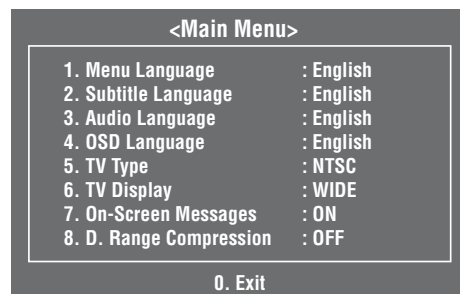 <Main Menu>
1. Menu Language : English
2. Subtitle Language : English
3. Audio Language : English
4. OSD Language : English
5. TV Type : NTSC
6. TV Display : WIDE
7. On-Screen Messages : ON
8. D. Range Compression : OFF
0. Exit